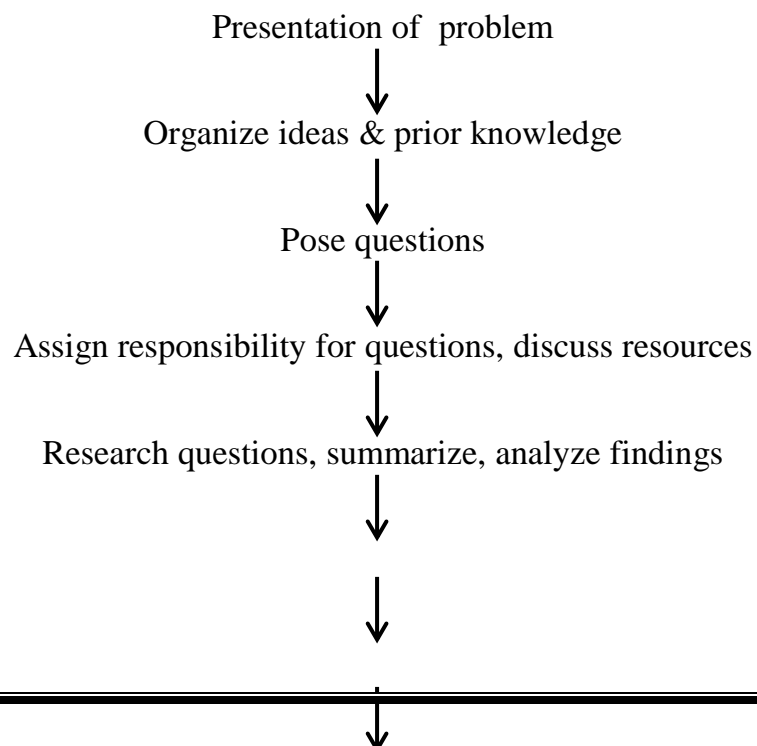 Presentation of problem
Organize ideas & prior knowledge
Pose questions
Assign responsibility for questions, discuss resources
Research questions, summarize, analyze findings